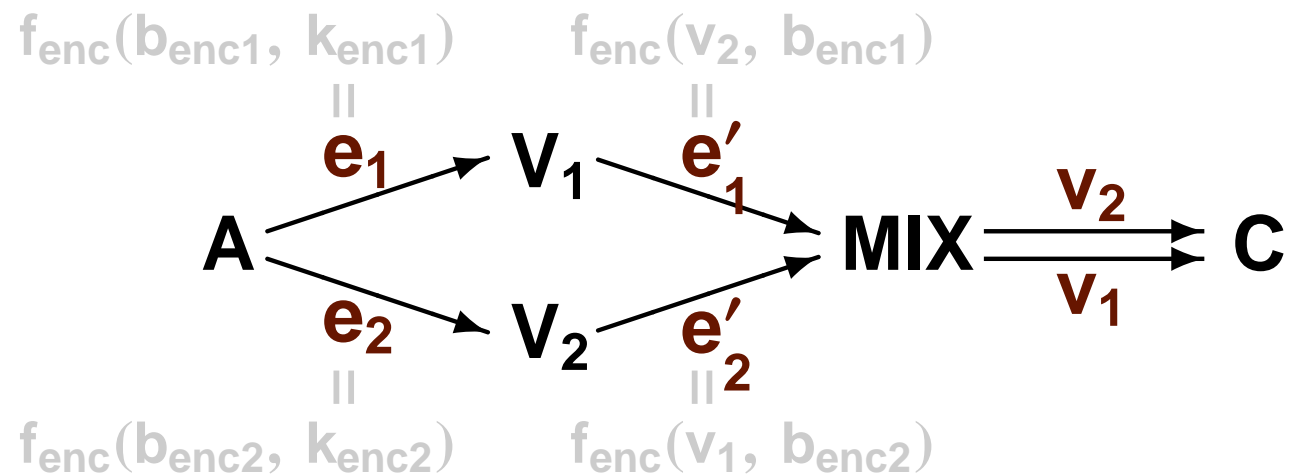 f_enc(b_enc1, k_enc1) f_enc(v_2, b_enc1)
= =
e_1 V_1 e'_1
A MIX v_2 C
v_1
e_2 V_2 e'_2
= =
f_enc(b_enc2, k_enc2) f_enc(v_1, b_enc2)